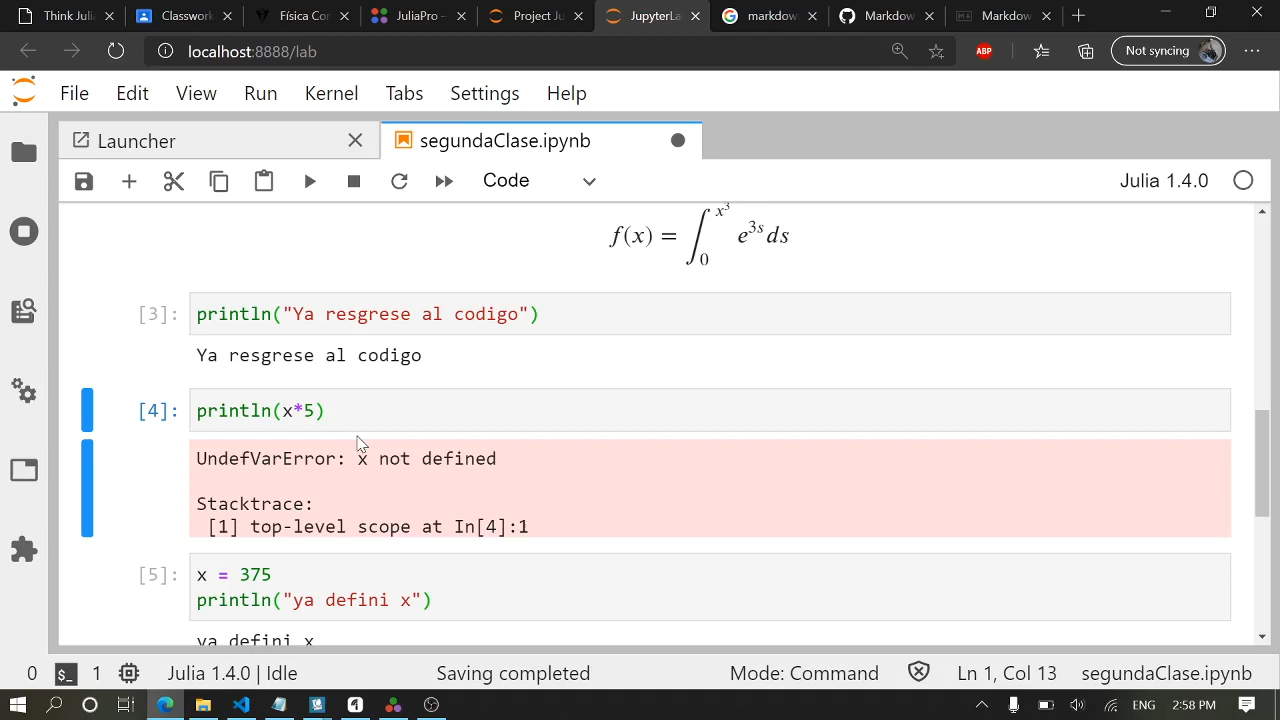 Think Juli
Classwork
Física Con
JuliaPro –
Project Ju
JupyterLa
markdow
Markdow
Markdow
localhost:8888/lab
ABP
Not syncing
File Edit View Run Kernel Tabs Settings Help
Launcher
segundaClase.ipynb
Code
Julia 1.4.0
f(x) = ∫₀^{x³} e^{3s} ds
[3]: println("Ya resgrese al codigo")
Ya resgrese al codigo
[4]: println(x*5)
UndefVarError: x not defined
Stacktrace:
[1] top-level scope at In[4]:1
[5]: x = 375
println("ya defini x")
ya defini x
0 $_ 1 Julia 1.4.0 | Idle Saving completed Mode: Command Ln 1, Col 13 segundaClase.ipynb
ENG 2:58 PM